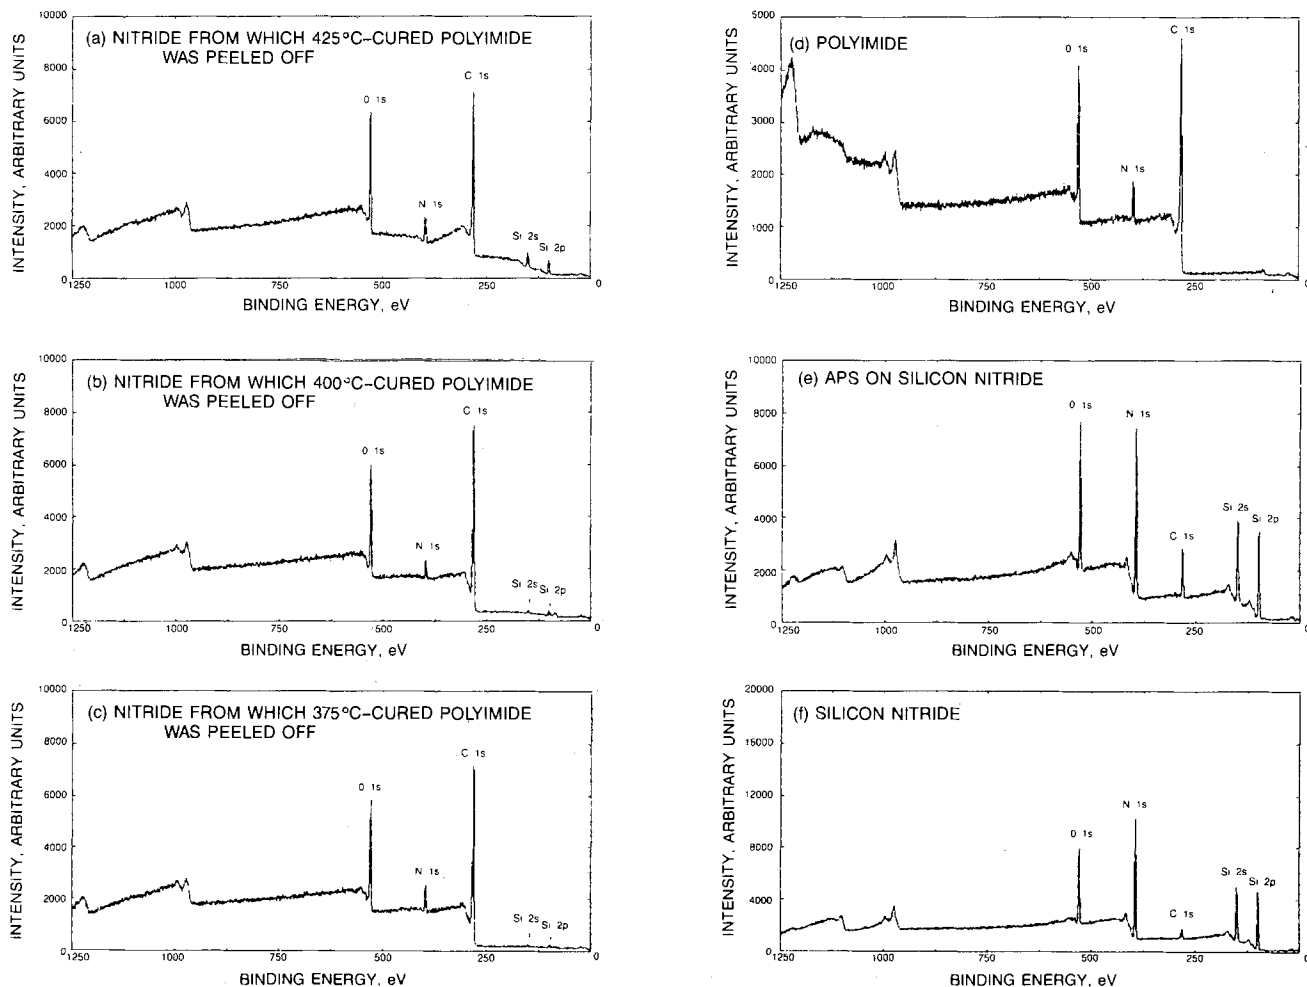 (a) NITRIDE FROM WHICH 425°C-CURED POLYIMIDE
WAS PEELED OFF
INTENSITY, ARBITRARY UNITS
10000
8000
6000
4000
2000
0
O 1s
C 1s
N 1s
Si 2s
Si 2p
1250
1000
750
500
250
0
BINDING ENERGY, eV
(b) NITRIDE FROM WHICH 400°C-CURED POLYIMIDE
WAS PEELED OFF
INTENSITY, ARBITRARY UNITS
10000
8000
6000
4000
2000
0
C 1s
O 1s
N 1s
Si 2s
Si 2p
1250
1000
750
500
250
0
BINDING ENERGY, eV
(c) NITRIDE FROM WHICH 375°C-CURED POLYIMIDE
WAS PEELED OFF
INTENSITY, ARBITRARY UNITS
10000
8000
6000
4000
2000
0
C 1s
O 1s
N 1s
Si 2s
Si 2p
1250
1000
750
500
250
0
BINDING ENERGY, eV
(d) POLYIMIDE
INTENSITY, ARBITRARY UNITS
5000
4000
3000
2000
1000
0
C 1s
O 1s
N 1s
1250
1000
750
500
250
0
BINDING ENERGY, eV
(e) APS ON SILICON NITRIDE
INTENSITY, ARBITRARY UNITS
10000
8000
6000
4000
2000
0
O 1s
N 1s
C 1s
Si 2s
Si 2p
1250
1000
750
500
250
0
BINDING ENERGY, eV
(f) SILICON NITRIDE
INTENSITY, ARBITRARY UNITS
20000
16000
12000
8000
4000
0
N 1s
O 1s
C 1s
Si 2s
Si 2p
1250
1000
750
500
250
0
BINDING ENERGY, eV